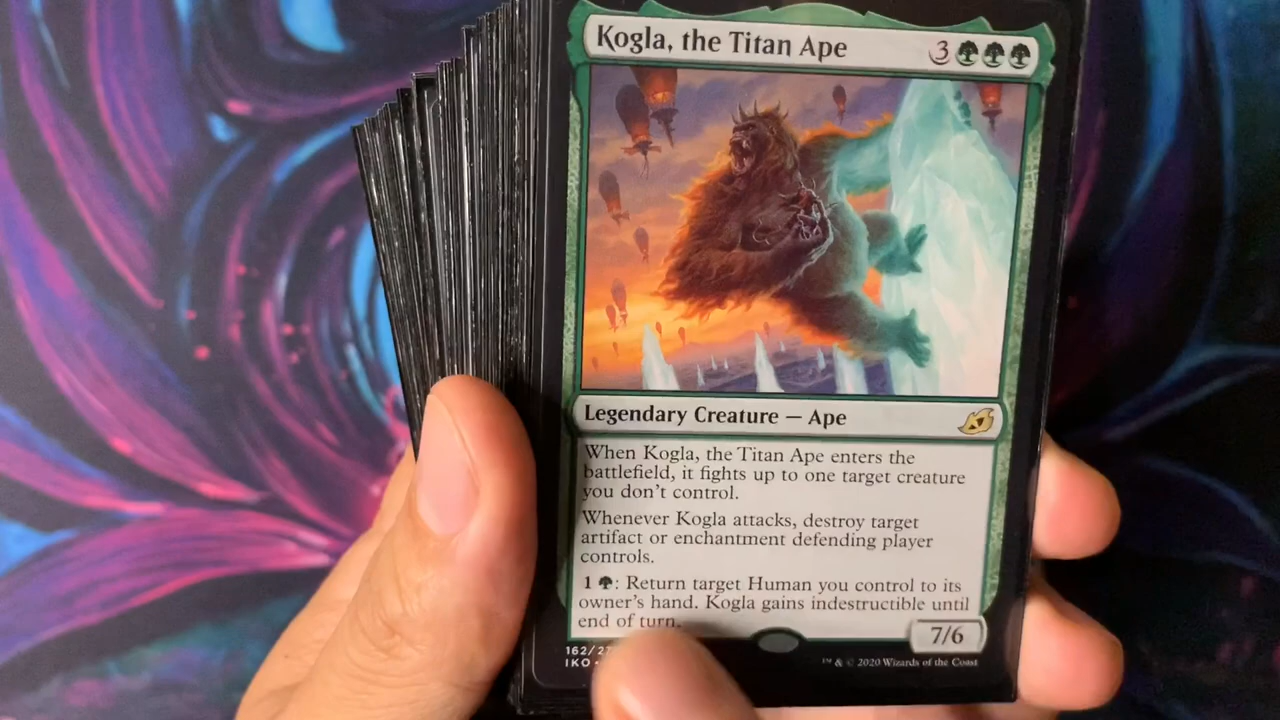 Kogla, the Titan Ape 3
Legendary Creature — Ape
When Kogla, the Titan Ape enters the
battlefield, it fights up to one target creature
you don't control.
Whenever Kogla attacks, destroy target
artifact or enchantment defending player
controls.
1 : Return target Human you control to its
owner's hand. Kogla gains indestructible until
end of turn.
7/6
162/27
IKO •
™ & © 2020 Wizards of the Coast